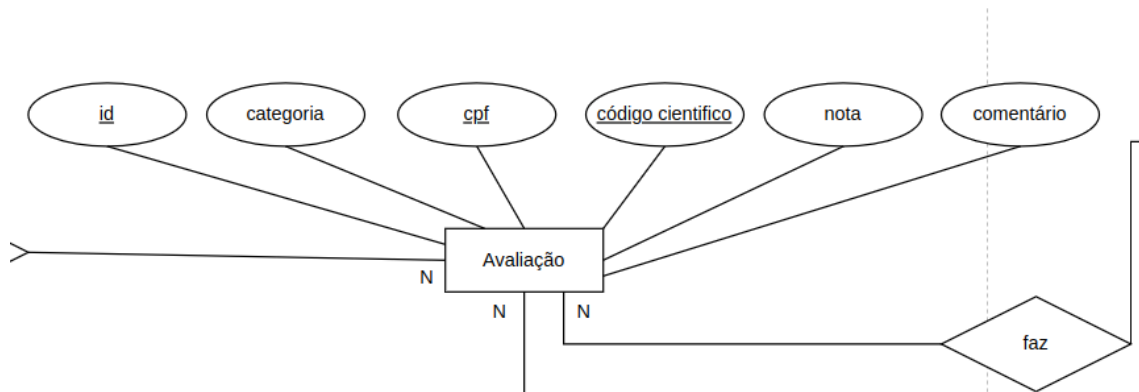 id
categoria
cpf
código cientifico
nota
comentário
Avaliação
N
N
N
faz